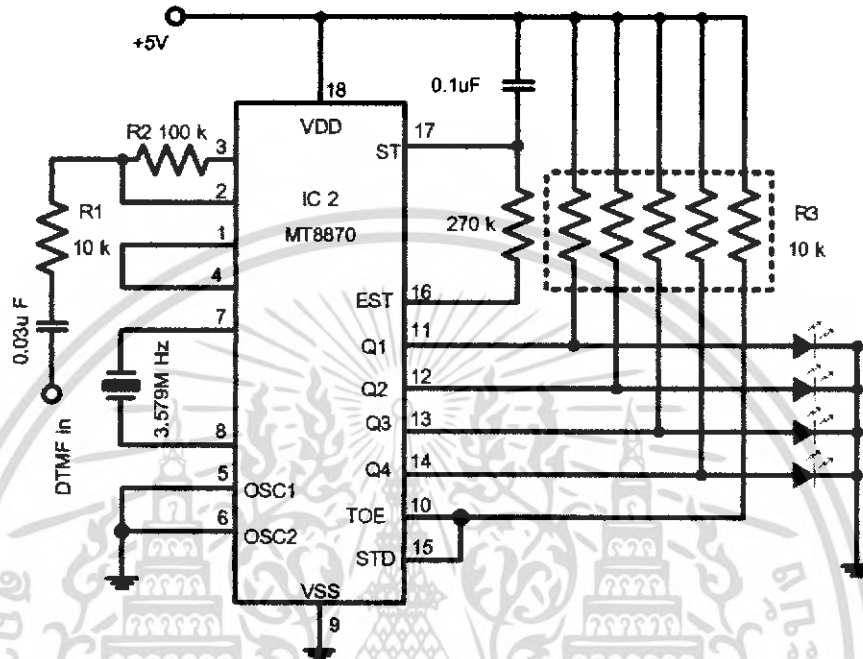 +5V
18
0.1uF
VDD
17
R2 100 k
3
ST
2
IC 2
R1
MT8870
270 k
R3
1
10 k
10 k
4
16
EST
7
11
Q1
0.03u F
12
Q2
3.579M Hz
13
Q3
8
14
Q4
DTMF in
5
OSC1
10
TOE
6
OSC2
15
STD
VSS
9